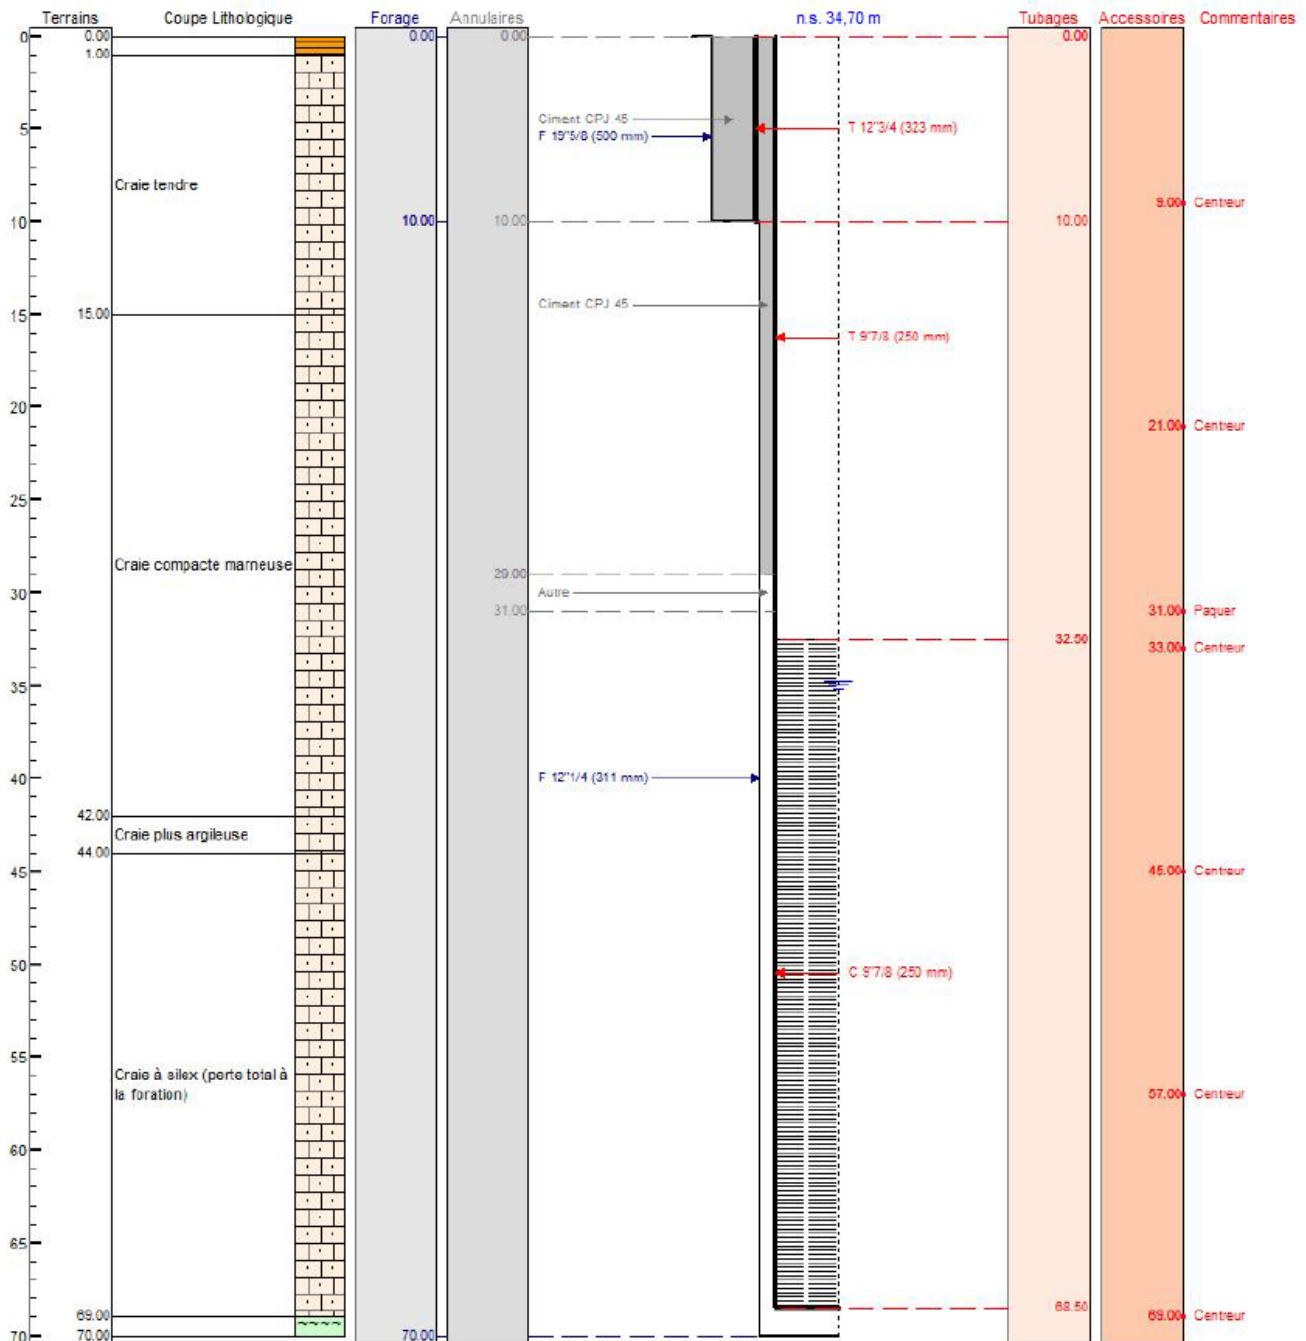 Terrains Coupe Lithologique Forage Annulaires n.s. 34,70 m Tubages Accessoires Commentaires
0 0.00 0.00 0.00 0.00
1.00
Ciment CPJ 45
5 F 19"5/8 (500 mm) T 12"3/4 (323 mm)
Craie tendre
9.00 Centreur
10 10.00 10.00 10.00
Ciment CPJ 45
15 15.00
T 9"7/8 (250 mm)
20
21.00 Centreur
25
Craie compacte marneuse
29.00
30 Autre
31.00 31.00 Paquer
32.50
33.00 Centreur
35
40 F 12"1/4 (311 mm)
42.00
Craie plus argileuse
44.00
45 45.00 Centreur
50 C 9"7/8 (250 mm)
55
Craie à silex (perte total à
la foration)
57.00 Centreur
60
65
68.50
69.00 69.00 Centreur
70 70.00 70.00